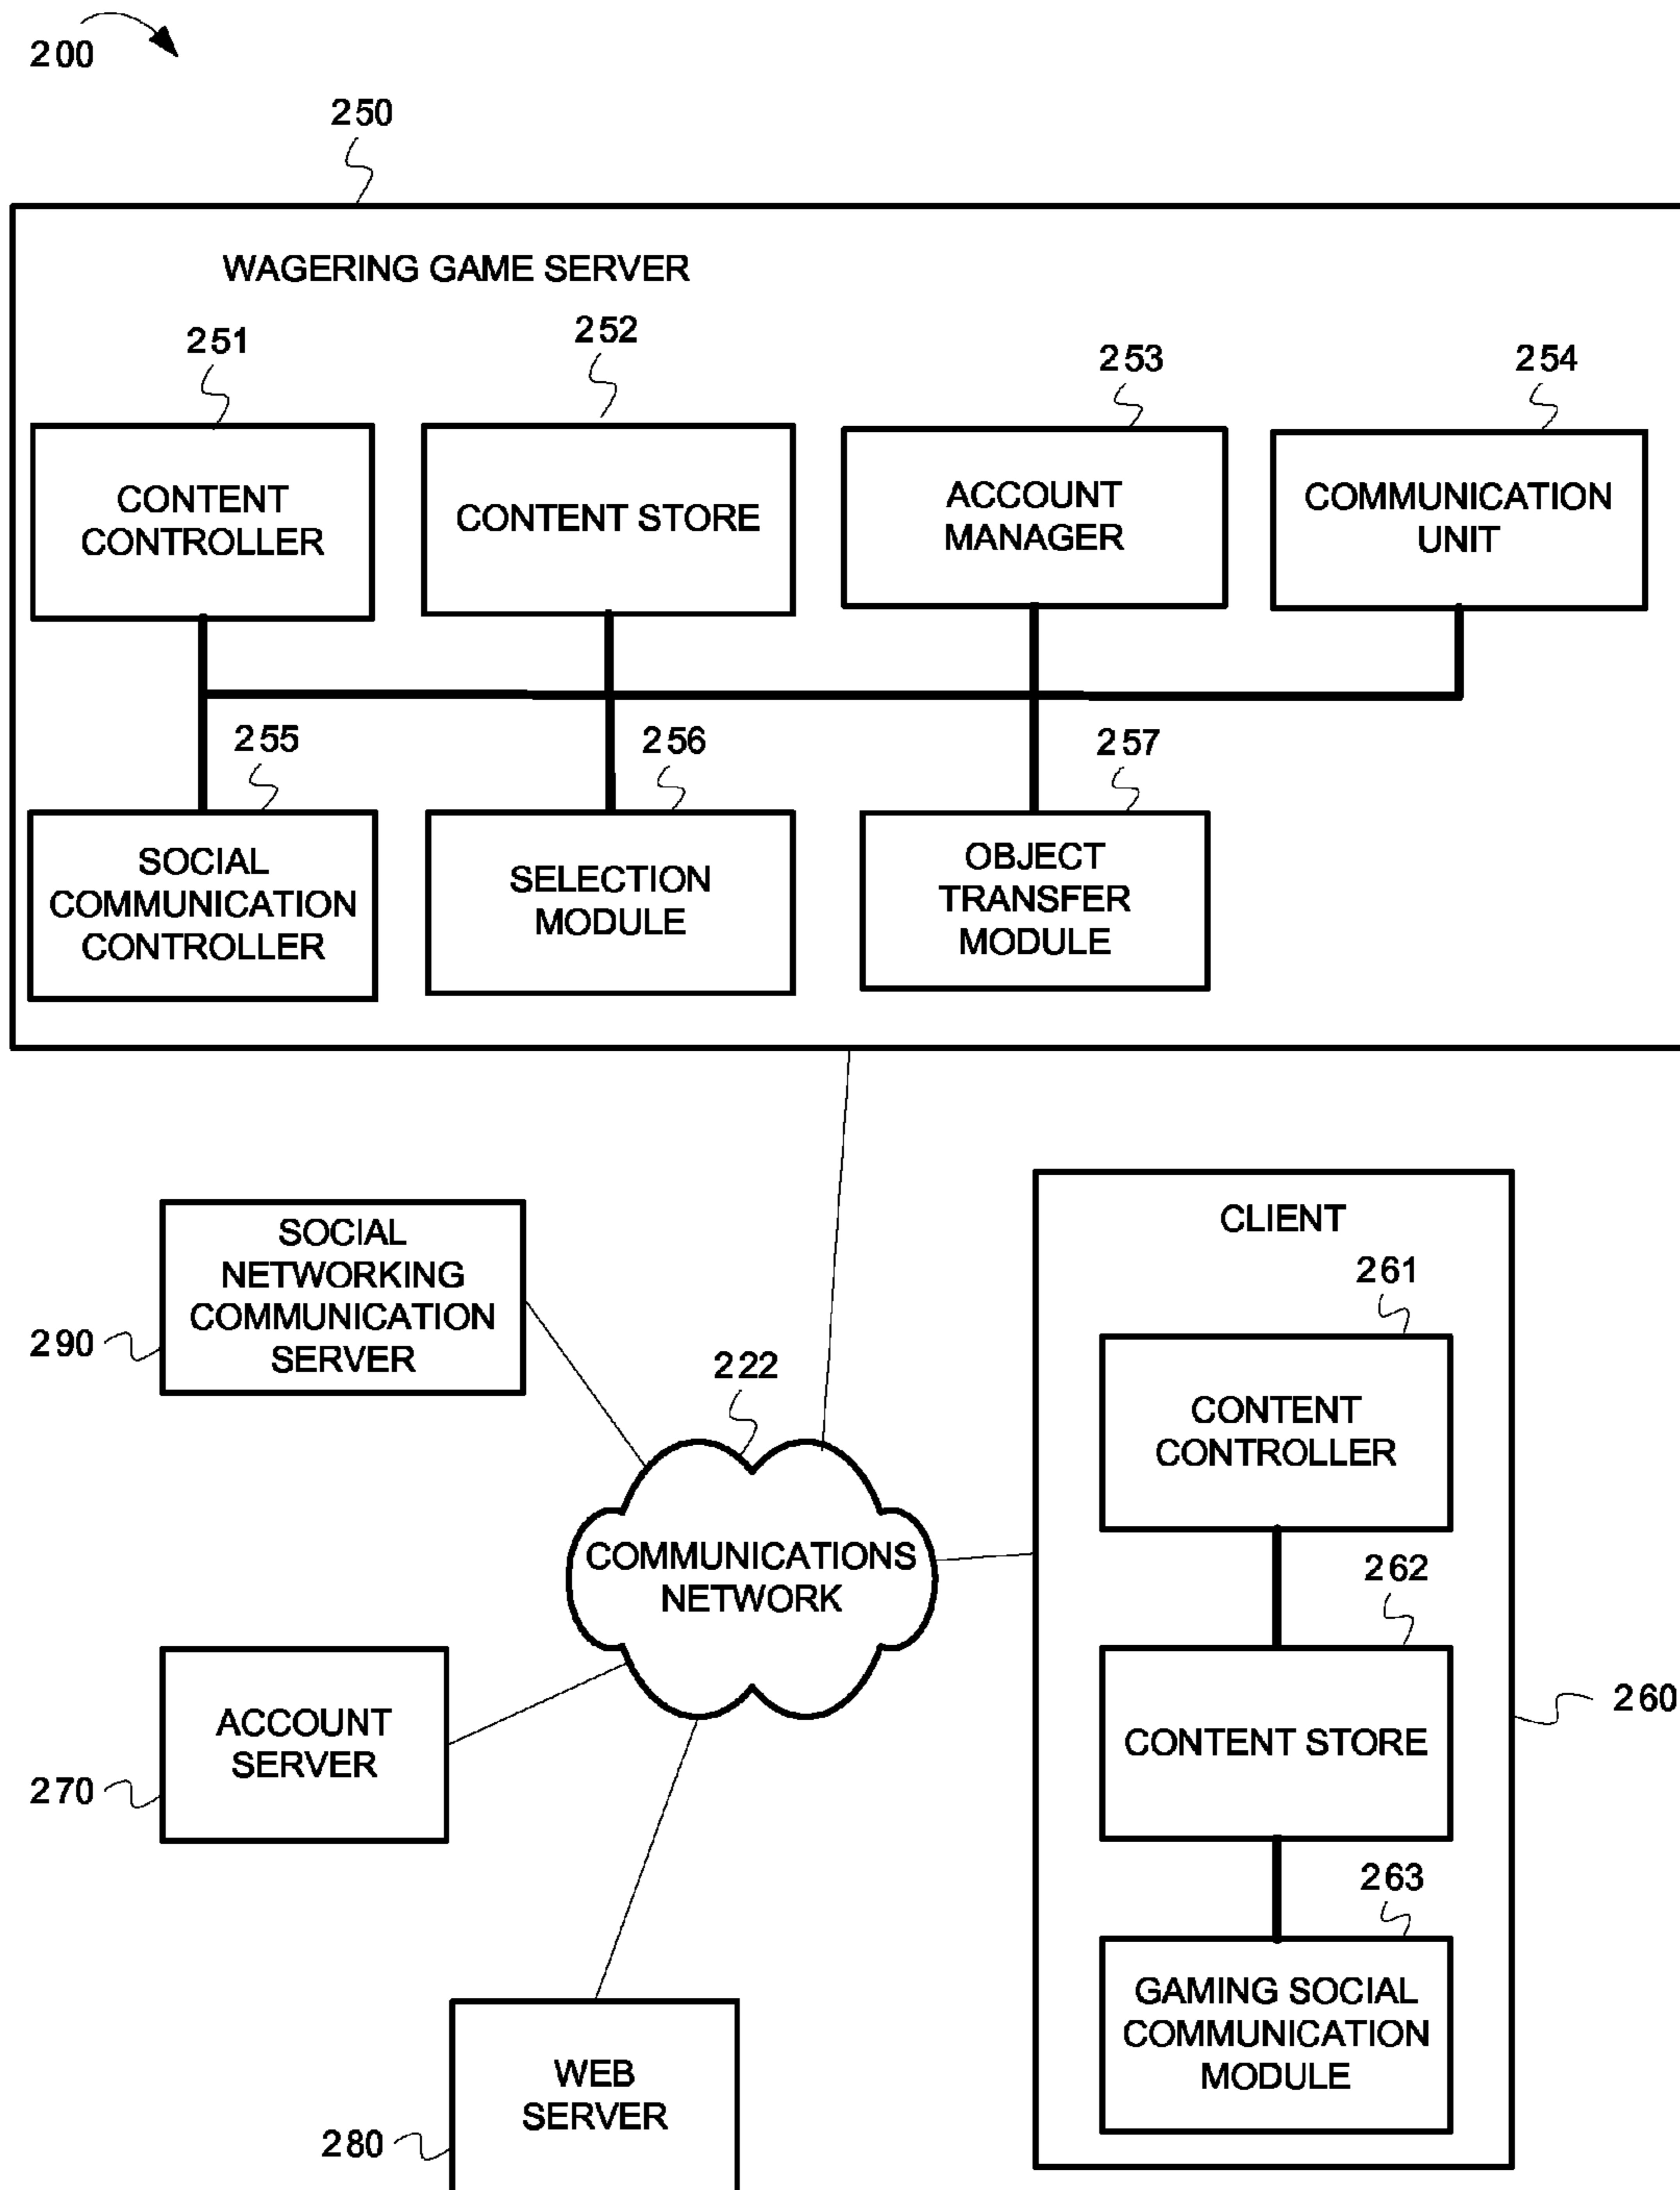 200
250
WAGERING GAME SERVER
251
252
253
254
CONTENT
CONTROLLER
CONTENT STORE
ACCOUNT
MANAGER
COMMUNICATION
UNIT
255
256
257
SOCIAL
COMMUNICATION
CONTROLLER
SELECTION
MODULE
OBJECT
TRANSFER
MODULE
SOCIAL
NETWORKING
COMMUNICATION
SERVER
290
222
COMMUNICATIONS
NETWORK
CLIENT
261
CONTENT
CONTROLLER
262
CONTENT STORE
260
263
GAMING SOCIAL
COMMUNICATION
MODULE
ACCOUNT
SERVER
270
WEB
SERVER
280